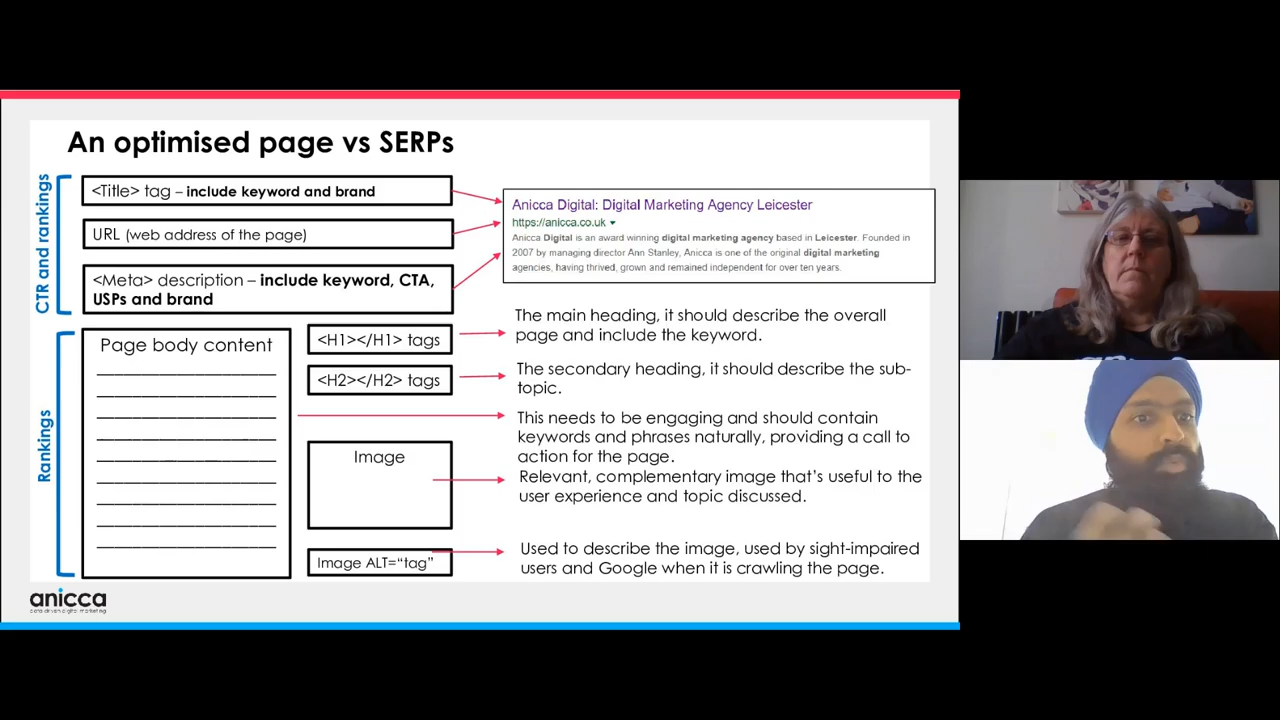 An optimised page vs SERPs
CTR and rankings
<Title> tag – include keyword and brand
URL (web address of the page)
<Meta> description – include keyword, CTA,
USPs and brand
Anicca Digital: Digital Marketing Agency Leicester
https://anicca.co.uk
Anicca Digital is an award winning digital marketing agency based in Leicester. Founded in
2007 by managing director Ann Stanley, Anicca is one of the original digital marketing
agencies, having thrived, grown and remained independent for over ten years.
Rankings
Page body content
<H1></H1> tags
The main heading, it should describe the overall
page and include the keyword.
<H2></H2> tags
The secondary heading, it should describe the sub-
topic.
This needs to be engaging and should contain
keywords and phrases naturally, providing a call to
action for the page.
Image
Relevant, complementary image that’s useful to the
user experience and topic discussed.
Image ALT=“tag”
Used to describe the image, used by sight-impaired
users and Google when it is crawling the page.
anicca
data driven digital marketing